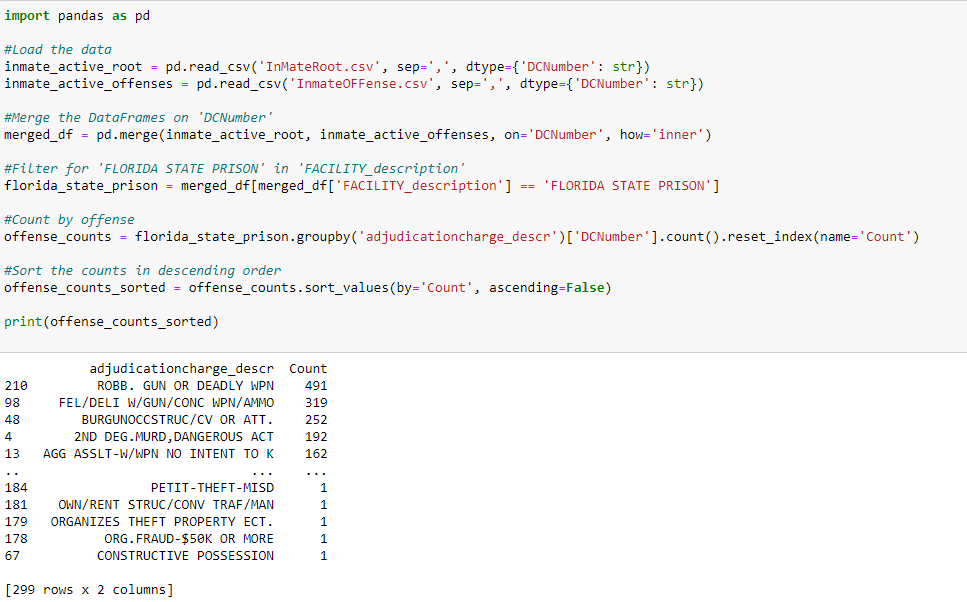 import pandas as pd
#Load the data
inmate_active_root = pd.read_csv('InMateRoot.csv', sep=',', dtype={'DCNumber': str})
inmate_active_offenses = pd.read_csv('InmateOFFense.csv', sep=',', dtype={'DCNumber': str})
#Merge the DataFrames on 'DCNumber'
merged_df = pd.merge(inmate_active_root, inmate_active_offenses, on='DCNumber', how='inner')
#Filter for 'FLORIDA STATE PRISON' in 'FACILITY_description'
florida_state_prison = merged_df[merged_df['FACILITY_description'] == 'FLORIDA STATE PRISON']
#Count by offense
offense_counts = florida_state_prison.groupby('adjudicationcharge_descr')['DCNumber'].count().reset_index(name='Count')
#Sort the counts in descending order
offense_counts_sorted = offense_counts.sort_values(by='Count', ascending=False)
print(offense_counts_sorted)
adjudicationcharge_descr Count
210 ROBB. GUN OR DEADLY WPN 491
98 FEL/DELI W/GUN/CONC WPN/AMMO 319
48 BURGUNOCCSTRUC/CV OR ATT. 252
4 2ND DEG.MURD,DANGEROUS ACT 192
13 AGG ASSLT-W/WPN NO INTENT TO K 162
.. ... ...
184 PETIT-THEFT-MISD 1
181 OWN/RENT STRUC/CONV TRAF/MAN 1
179 ORGANIZES THEFT PROPERTY ECT. 1
178 ORG.FRAUD-$50K OR MORE 1
67 CONSTRUCTIVE POSSESSION 1
[299 rows x 2 columns]